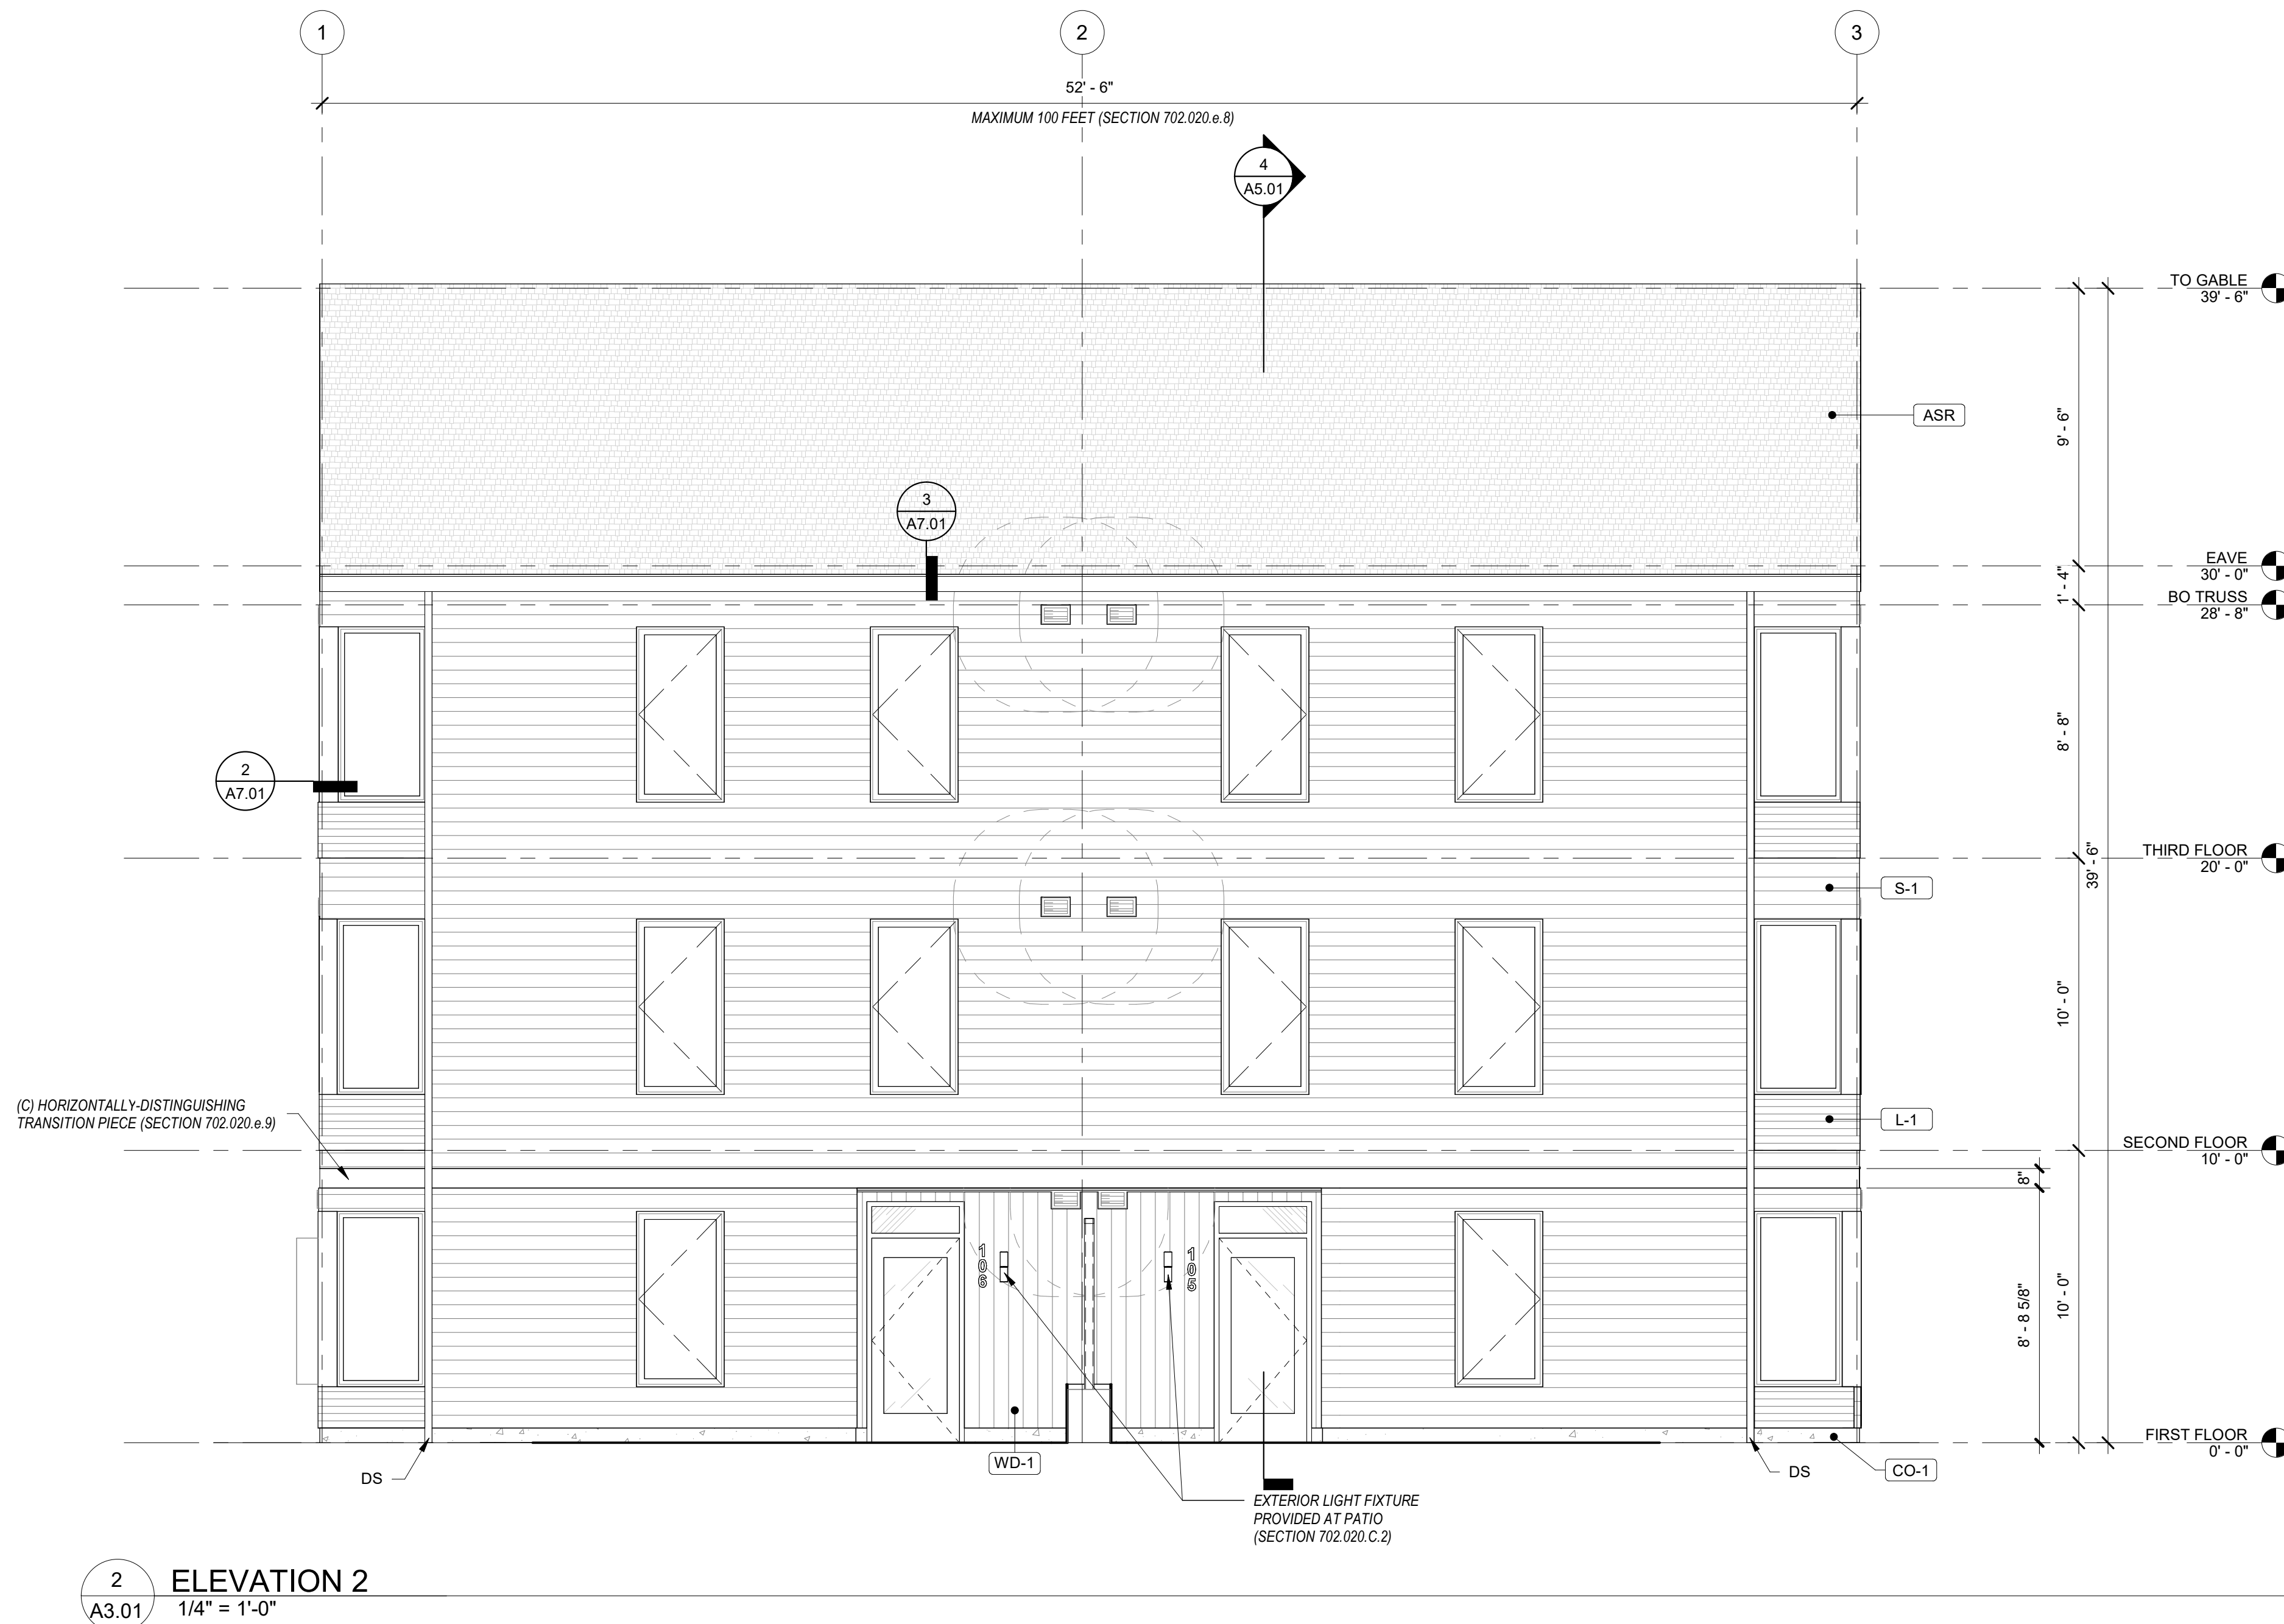 1
2
3
52' - 6"
MAXIMUM 100 FEET (SECTION 702.020.e.8)
4
A5.01
TO GABLE
39' - 6"
ASR
9' - 6"
3
A7.01
EAVE
30' - 0"
1' - 4"
BO TRUSS
28' - 8"
8' - 8"
2
A7.01
THIRD FLOOR
20' - 0"
39' - 6"
S-1
10' - 0"
(C) HORIZONTALLY-DISTINGUISHING
TRANSITION PIECE (SECTION 702.020.e.9)
L-1
SECOND FLOOR
10' - 0"
8"
106
105
8' - 8 5/8"
10' - 0"
FIRST FLOOR
0' - 0"
DS
WD-1
DS
CO-1
EXTERIOR LIGHT FIXTURE
PROVIDED AT PATIO
(SECTION 702.020.C.2)
2
A3.01
ELEVATION 2
1/4" = 1'-0"